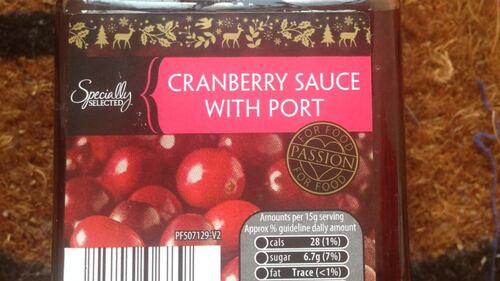 Specially
SELECTED
CRANBERRY SAUCE
WITH PORT
FOR FOOD
PASSION
FOR FOOD
PF507129-V2
Amounts per 15g serving
Approx % guideline daily amount
cals 28 (1%)
sugar 6.7g (7%)
fat Trace (<1%)